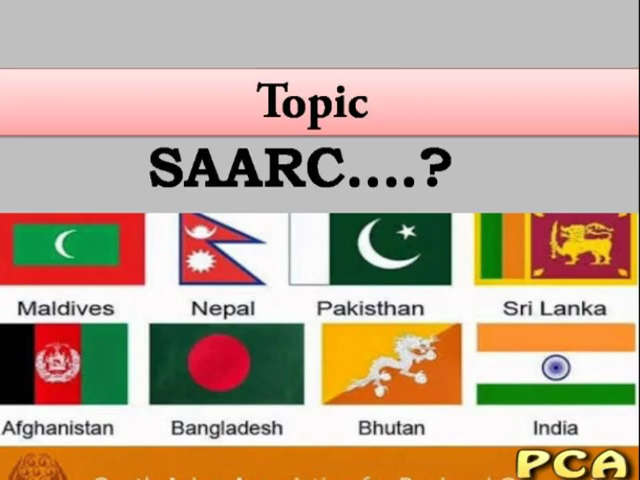 Topic
SAARC....?
Maldives Nepal Pakisthan Sri Lanka
Afghanistan Bangladesh Bhutan India
PCA